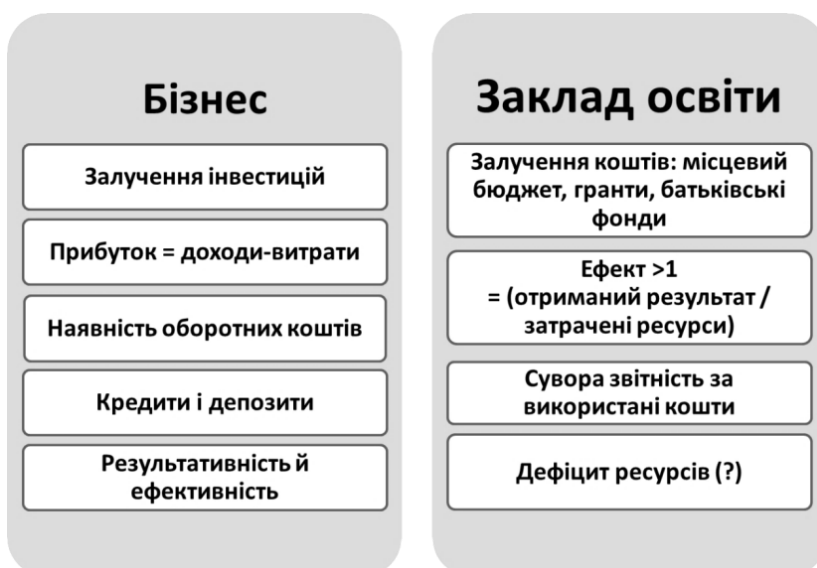 Бізнес
Залучення інвестицій
Прибуток = доходи-витрати
Наявність оборотних коштів
Кредити і депозити
Результативність й
ефективність
Заклад освіти
Залучення коштів: місцевий
бюджет, гранти, батьківські
фонди
Ефект >1
= (отриманий результат /
затрачені ресурси)
Сувора звітність за
використані кошти
Дефіцит ресурсів (?)